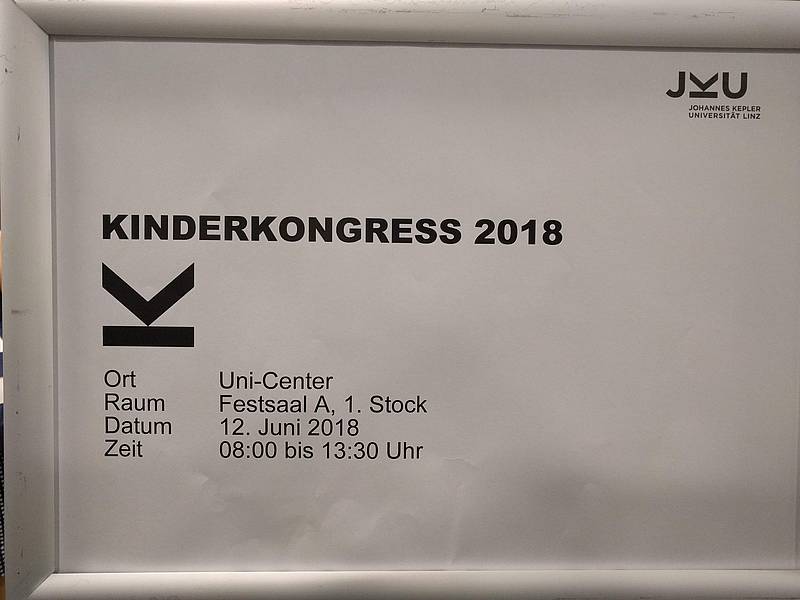 JKU
JOHANNES KEPLER
UNIVERSITÄT LINZ
KINDERKONGRESS 2018
Ort Uni-Center
Raum Festsaal A, 1. Stock
Datum 12. Juni 2018
Zeit 08:00 bis 13:30 Uhr